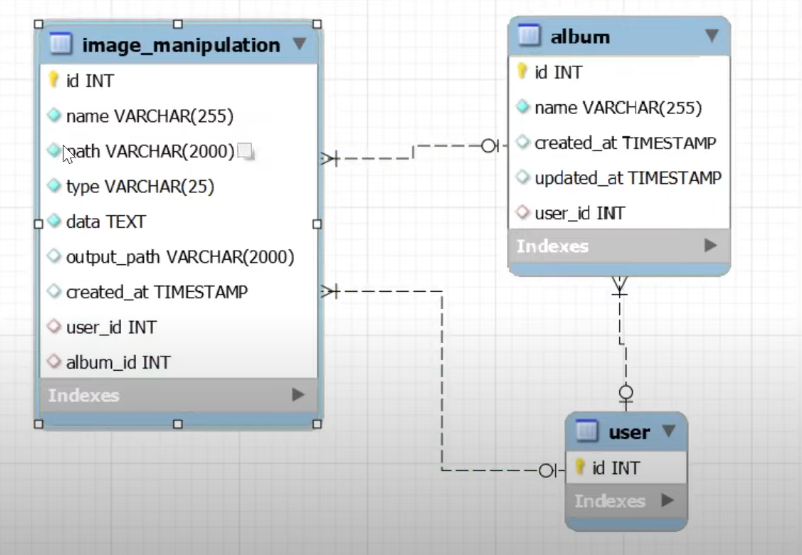 image_manipulation
id INT
name VARCHAR(255)
path VARCHAR(2000)
type VARCHAR(25)
data TEXT
output_path VARCHAR(2000)
created_at TIMESTAMP
user_id INT
album_id INT
Indexes
album
id INT
name VARCHAR(255)
created_at TIMESTAMP
updated_at TIMESTAMP
user_id INT
Indexes
user
id INT
Indexes